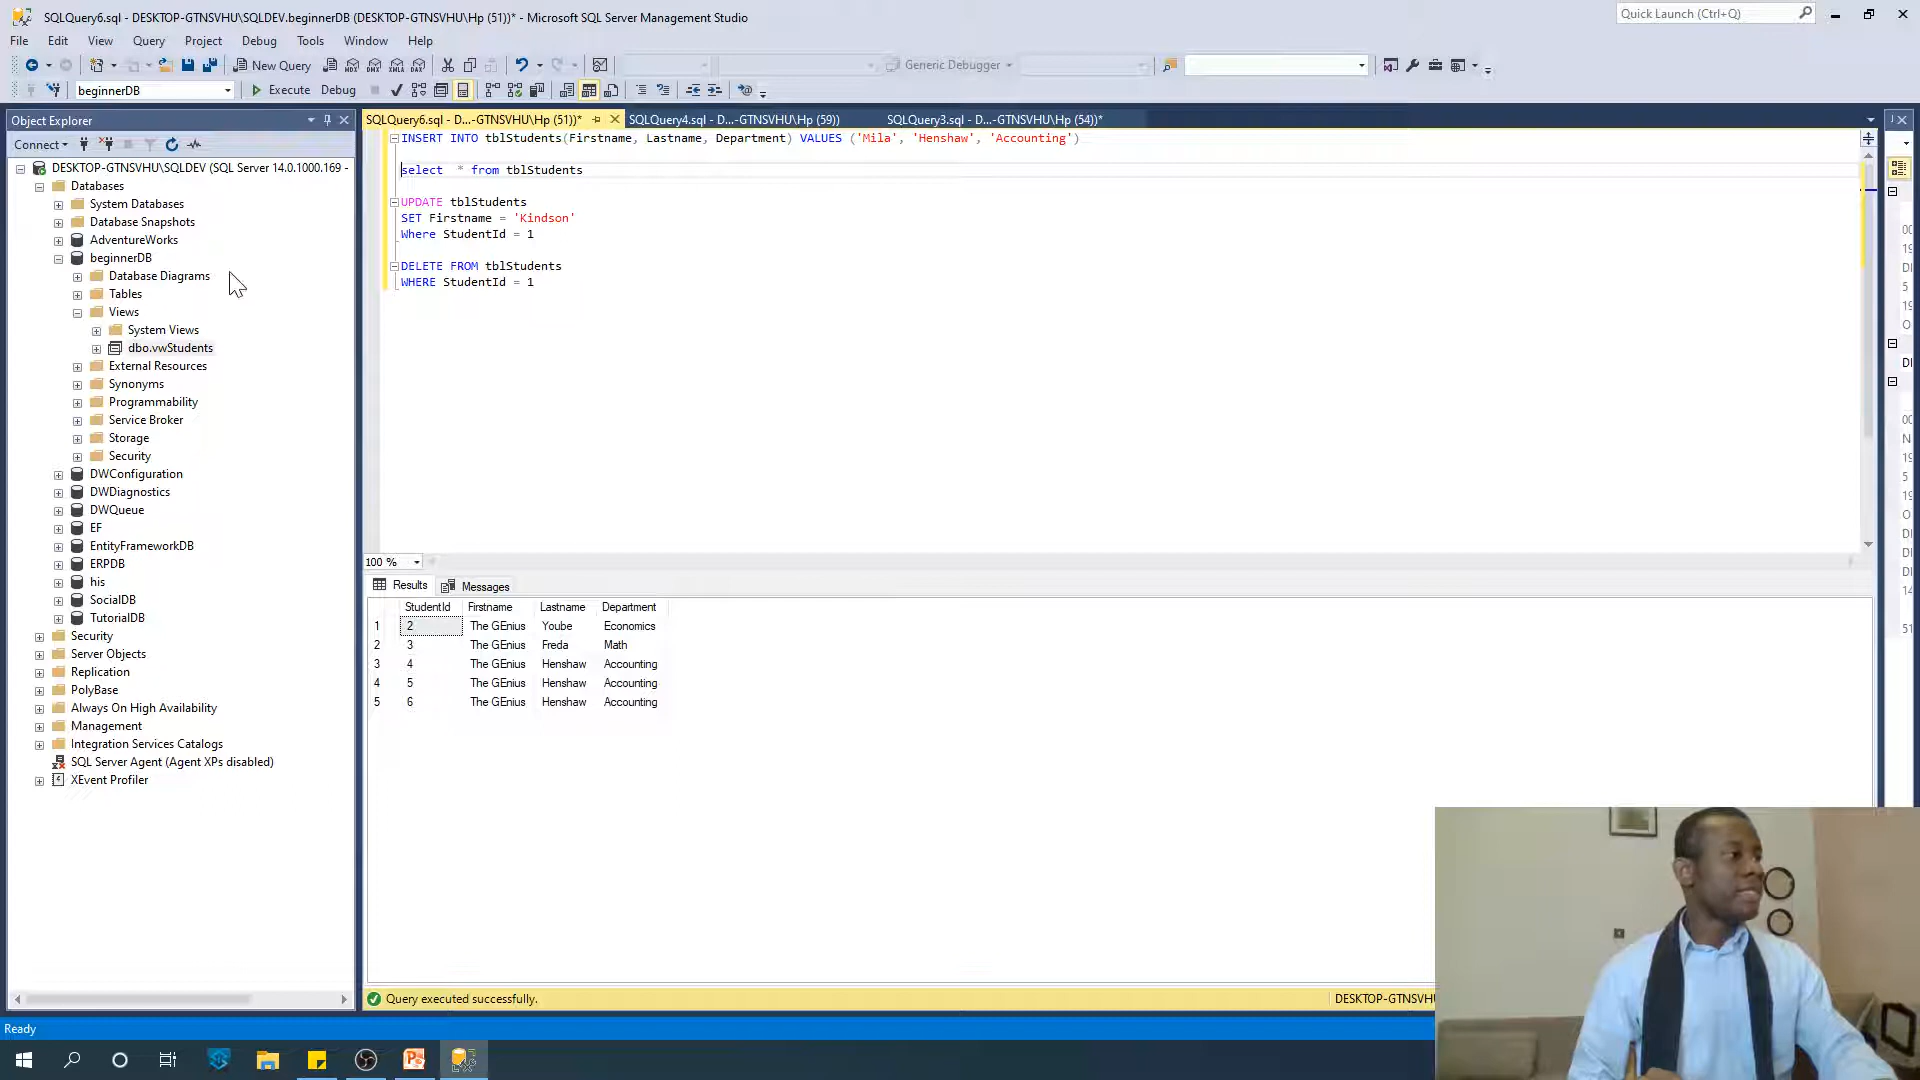 SQLQuery6.sql - DESKTOP-GTNSVHU\SQLDEV.beginnerDB (DESKTOP-GTNSVHU\Hp (51))* - Microsoft SQL Server Management Studio
Quick Launch (Ctrl+Q)
File Edit View Query Project Debug Tools Window Help
New Query
MDX DMX XMLA DAX
Generic Debugger
beginnerDB
Execute Debug
Object Explorer
Connect
DESKTOP-GTNSVHU\SQLDEV (SQL Server 14.0.1000.169 -
Databases
System Databases
Database Snapshots
AdventureWorks
beginnerDB
Database Diagrams
Tables
Views
System Views
dbo.vwStudents
External Resources
Synonyms
Programmability
Service Broker
Storage
Security
DWConfiguration
DWDiagnostics
DWQueue
EF
EntityFrameworkDB
ERPDB
his
SocialDB
TutorialDB
Security
Server Objects
Replication
PolyBase
Always On High Availability
Management
Integration Services Catalogs
SQL Server Agent (Agent XPs disabled)
XEvent Profiler
SQLQuery6.sql - D...-GTNSVHU\Hp (51))*
SQLQuery4.sql - D...-GTNSVHU\Hp (59))
SQLQuery3.sql - D...-GTNSVHU\Hp (54))*
INSERT INTO tblStudents(Firstname, Lastname, Department) VALUES ('Mila', 'Henshaw', 'Accounting')
select * from tblStudents
UPDATE tblStudents
SET Firstname = 'Kindson'
Where StudentId = 1
DELETE FROM tblStudents
WHERE StudentId = 1
100 %
Results Messages
StudentId Firstname Lastname Department
1 2 The GEnius Yoube Economics
2 3 The GEnius Freda Math
3 4 The GEnius Henshaw Accounting
4 5 The GEnius Henshaw Accounting
5 6 The GEnius Henshaw Accounting
Query executed successfully.
DESKTOP-GTNSVHU
Ready